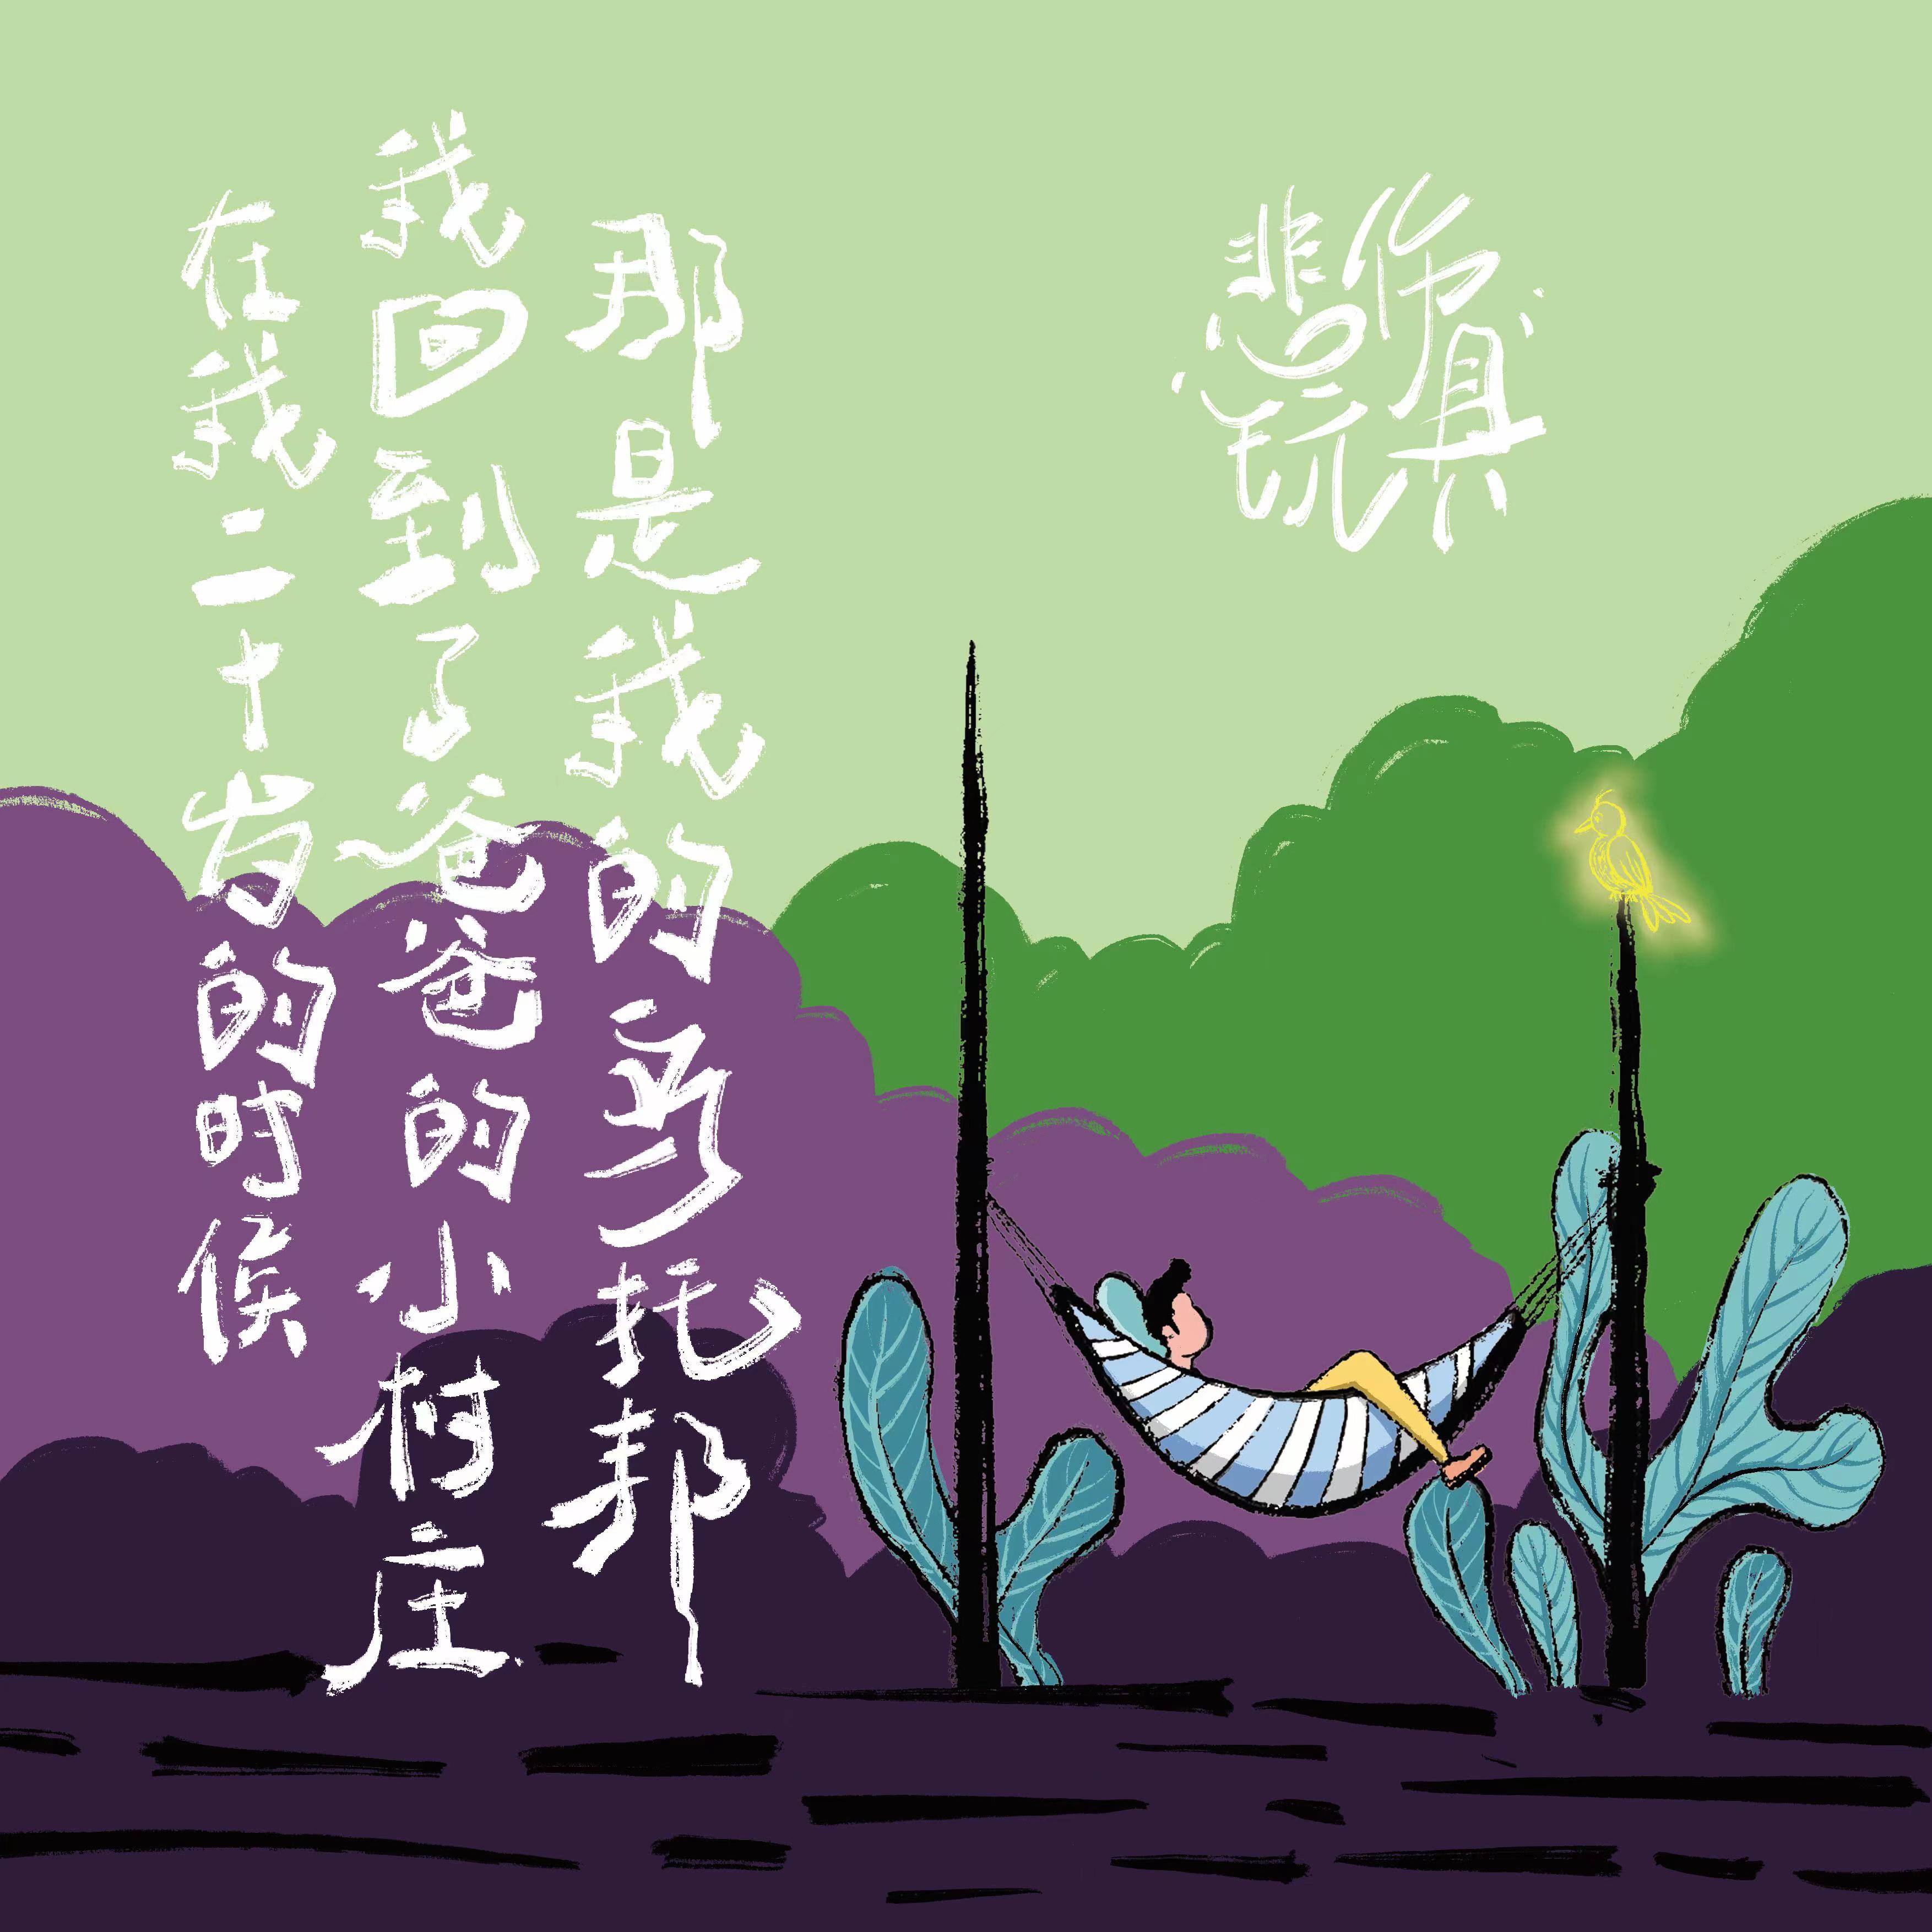 在我二十岁的时候
我回到了爸爸的小村庄
那是我的乌托邦
悲伤
玩具